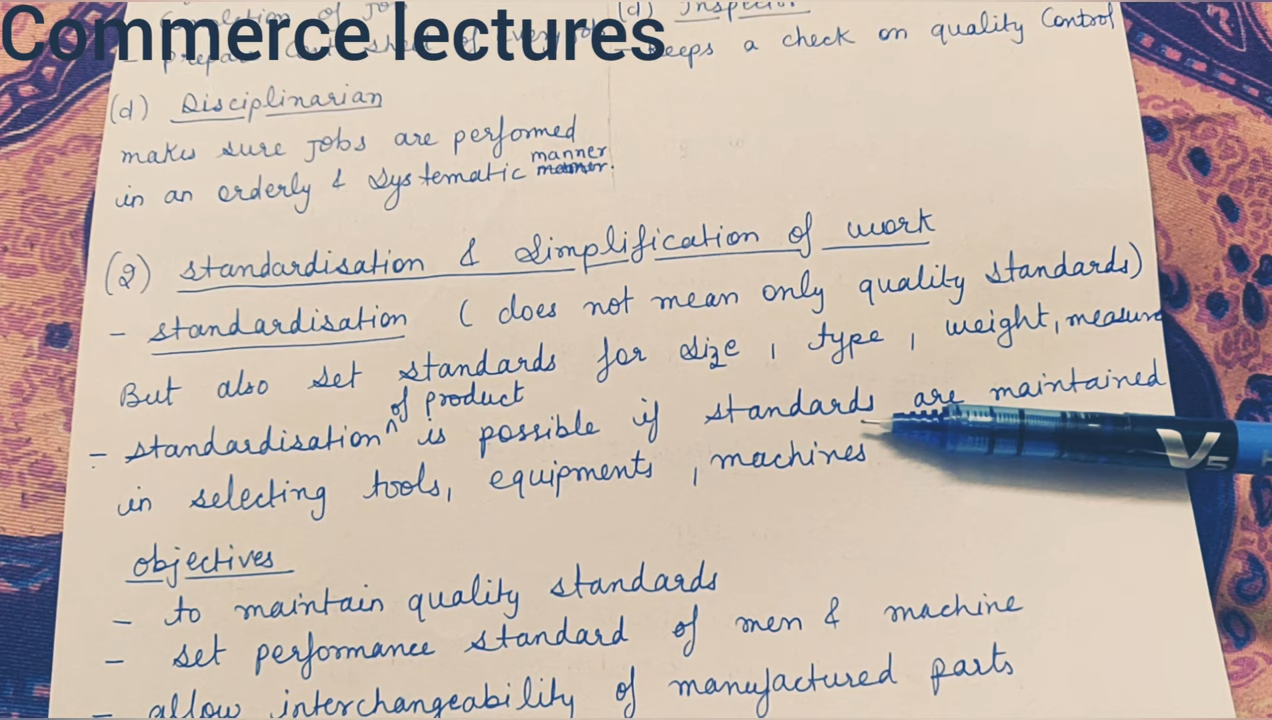 Commerce lectures
(d) Inspector
- keeps a check on quality Control
(d) Disciplinarian
makes sure jobs are performed
in an orderly & systematic manner.
(2) standardisation & Simplification of work
- standardisation ( does not mean only quality standards)
But also set standards for size, type, weight, measure
- standardisation ^ of product is possible if standards are maintained
in selecting tools, equipments, machines
objectives
- to maintain quality standards
- set performance standard of men & machine
- allow interchangeability of manufactured parts
V5